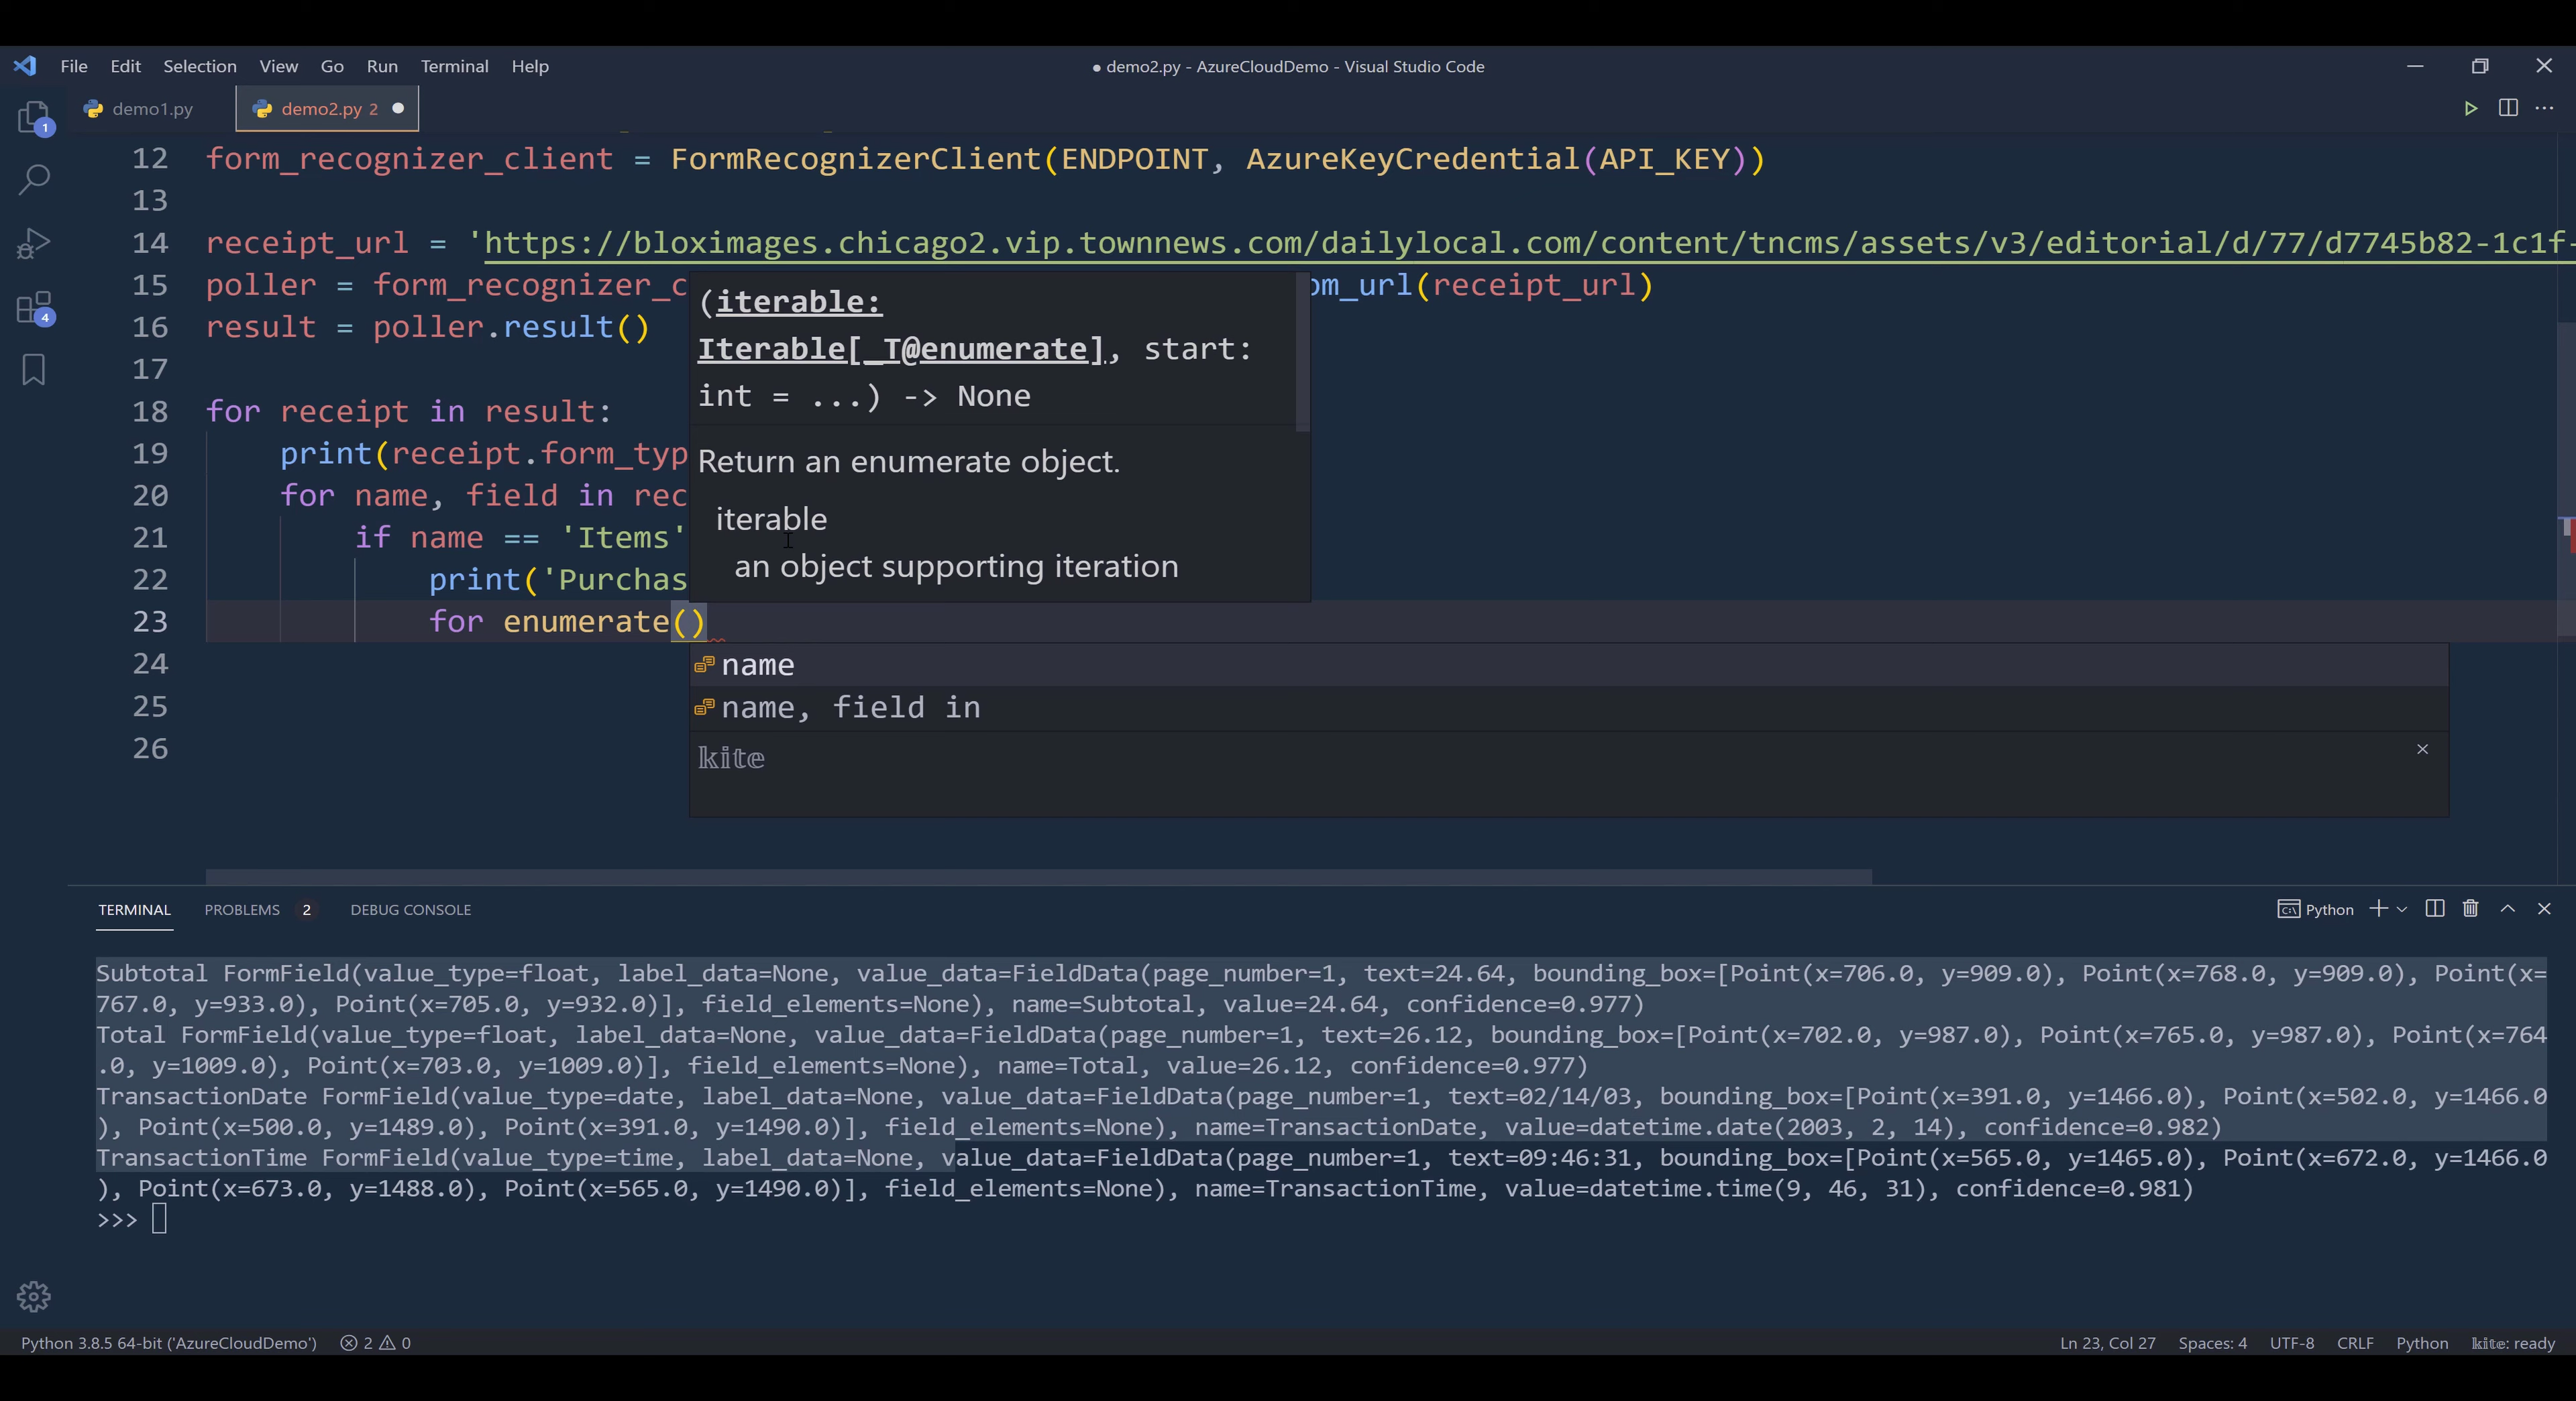 File Edit Selection View Go Run Terminal Help
● demo2.py - AzureCloudDemo - Visual Studio Code
demo1.py demo2.py 2
1
4
12 form_recognizer_client = FormRecognizerClient(ENDPOINT, AzureKeyCredential(API_KEY))
13
14 receipt_url = 'https://bloximages.chicago2.vip.townnews.com/dailylocal.com/content/tncms/assets/v3/editorial/d/77/d7745b82-1c1f-
15 poller = form_recognizer_c om_url(receipt_url)
16 result = poller.result()
17
18 for receipt in result:
19 print(receipt.form_typ
20 for name, field in rec
21 if name == 'Items'
22 print('Purchas
23 for enumerate()
24
25
26
(iterable:
Iterable[_T@enumerate], start:
int = ...) -> None
Return an enumerate object.
iterable
an object supporting iteration
name
name, field in
kite
TERMINAL PROBLEMS 2 DEBUG CONSOLE
Python
Subtotal FormField(value_type=float, label_data=None, value_data=FieldData(page_number=1, text=24.64, bounding_box=[Point(x=706.0, y=909.0), Point(x=768.0, y=909.0), Point(x=
767.0, y=933.0), Point(x=705.0, y=932.0)], field_elements=None), name=Subtotal, value=24.64, confidence=0.977)
Total FormField(value_type=float, label_data=None, value_data=FieldData(page_number=1, text=26.12, bounding_box=[Point(x=702.0, y=987.0), Point(x=765.0, y=987.0), Point(x=764
.0, y=1009.0), Point(x=703.0, y=1009.0)], field_elements=None), name=Total, value=26.12, confidence=0.977)
TransactionDate FormField(value_type=date, label_data=None, value_data=FieldData(page_number=1, text=02/14/03, bounding_box=[Point(x=391.0, y=1466.0), Point(x=502.0, y=1466.0
), Point(x=500.0, y=1489.0), Point(x=391.0, y=1490.0)], field_elements=None), name=TransactionDate, value=datetime.date(2003, 2, 14), confidence=0.982)
TransactionTime FormField(value_type=time, label_data=None, value_data=FieldData(page_number=1, text=09:46:31, bounding_box=[Point(x=565.0, y=1465.0), Point(x=672.0, y=1466.0
), Point(x=673.0, y=1488.0), Point(x=565.0, y=1490.0)], field_elements=None), name=TransactionTime, value=datetime.time(9, 46, 31), confidence=0.981)
>>>
Python 3.8.5 64-bit ('AzureCloudDemo') 2 0 Ln 23, Col 27 Spaces: 4 UTF-8 CRLF Python kite: ready